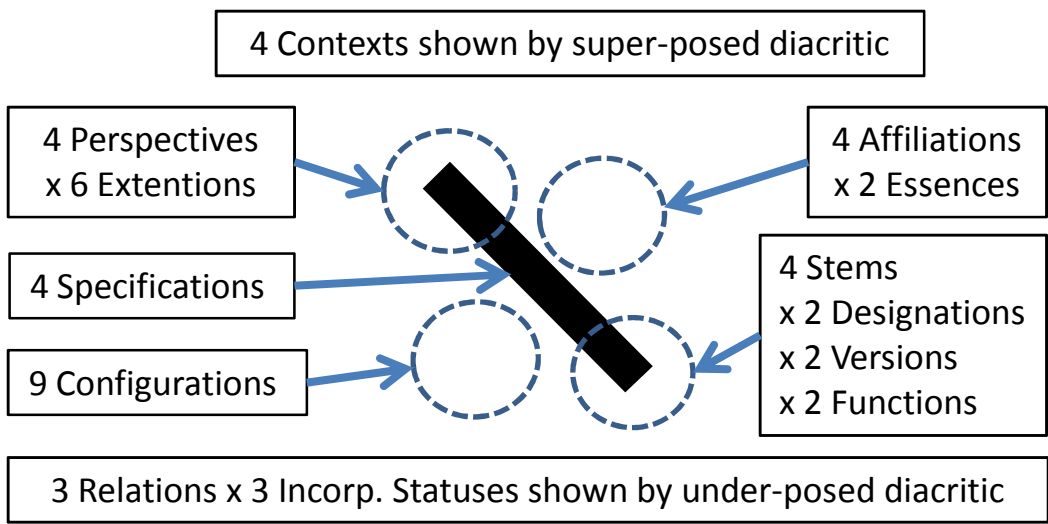 4 Contexts shown by super-posed diacritic
4 Perspectives
x 6 Extentions
4 Affiliations
x 2 Essences
4 Specifications
4 Stems
x 2 Designations
x 2 Versions
x 2 Functions
9 Configurations
3 Relations x 3 Incorp. Statuses shown by under-posed diacritic